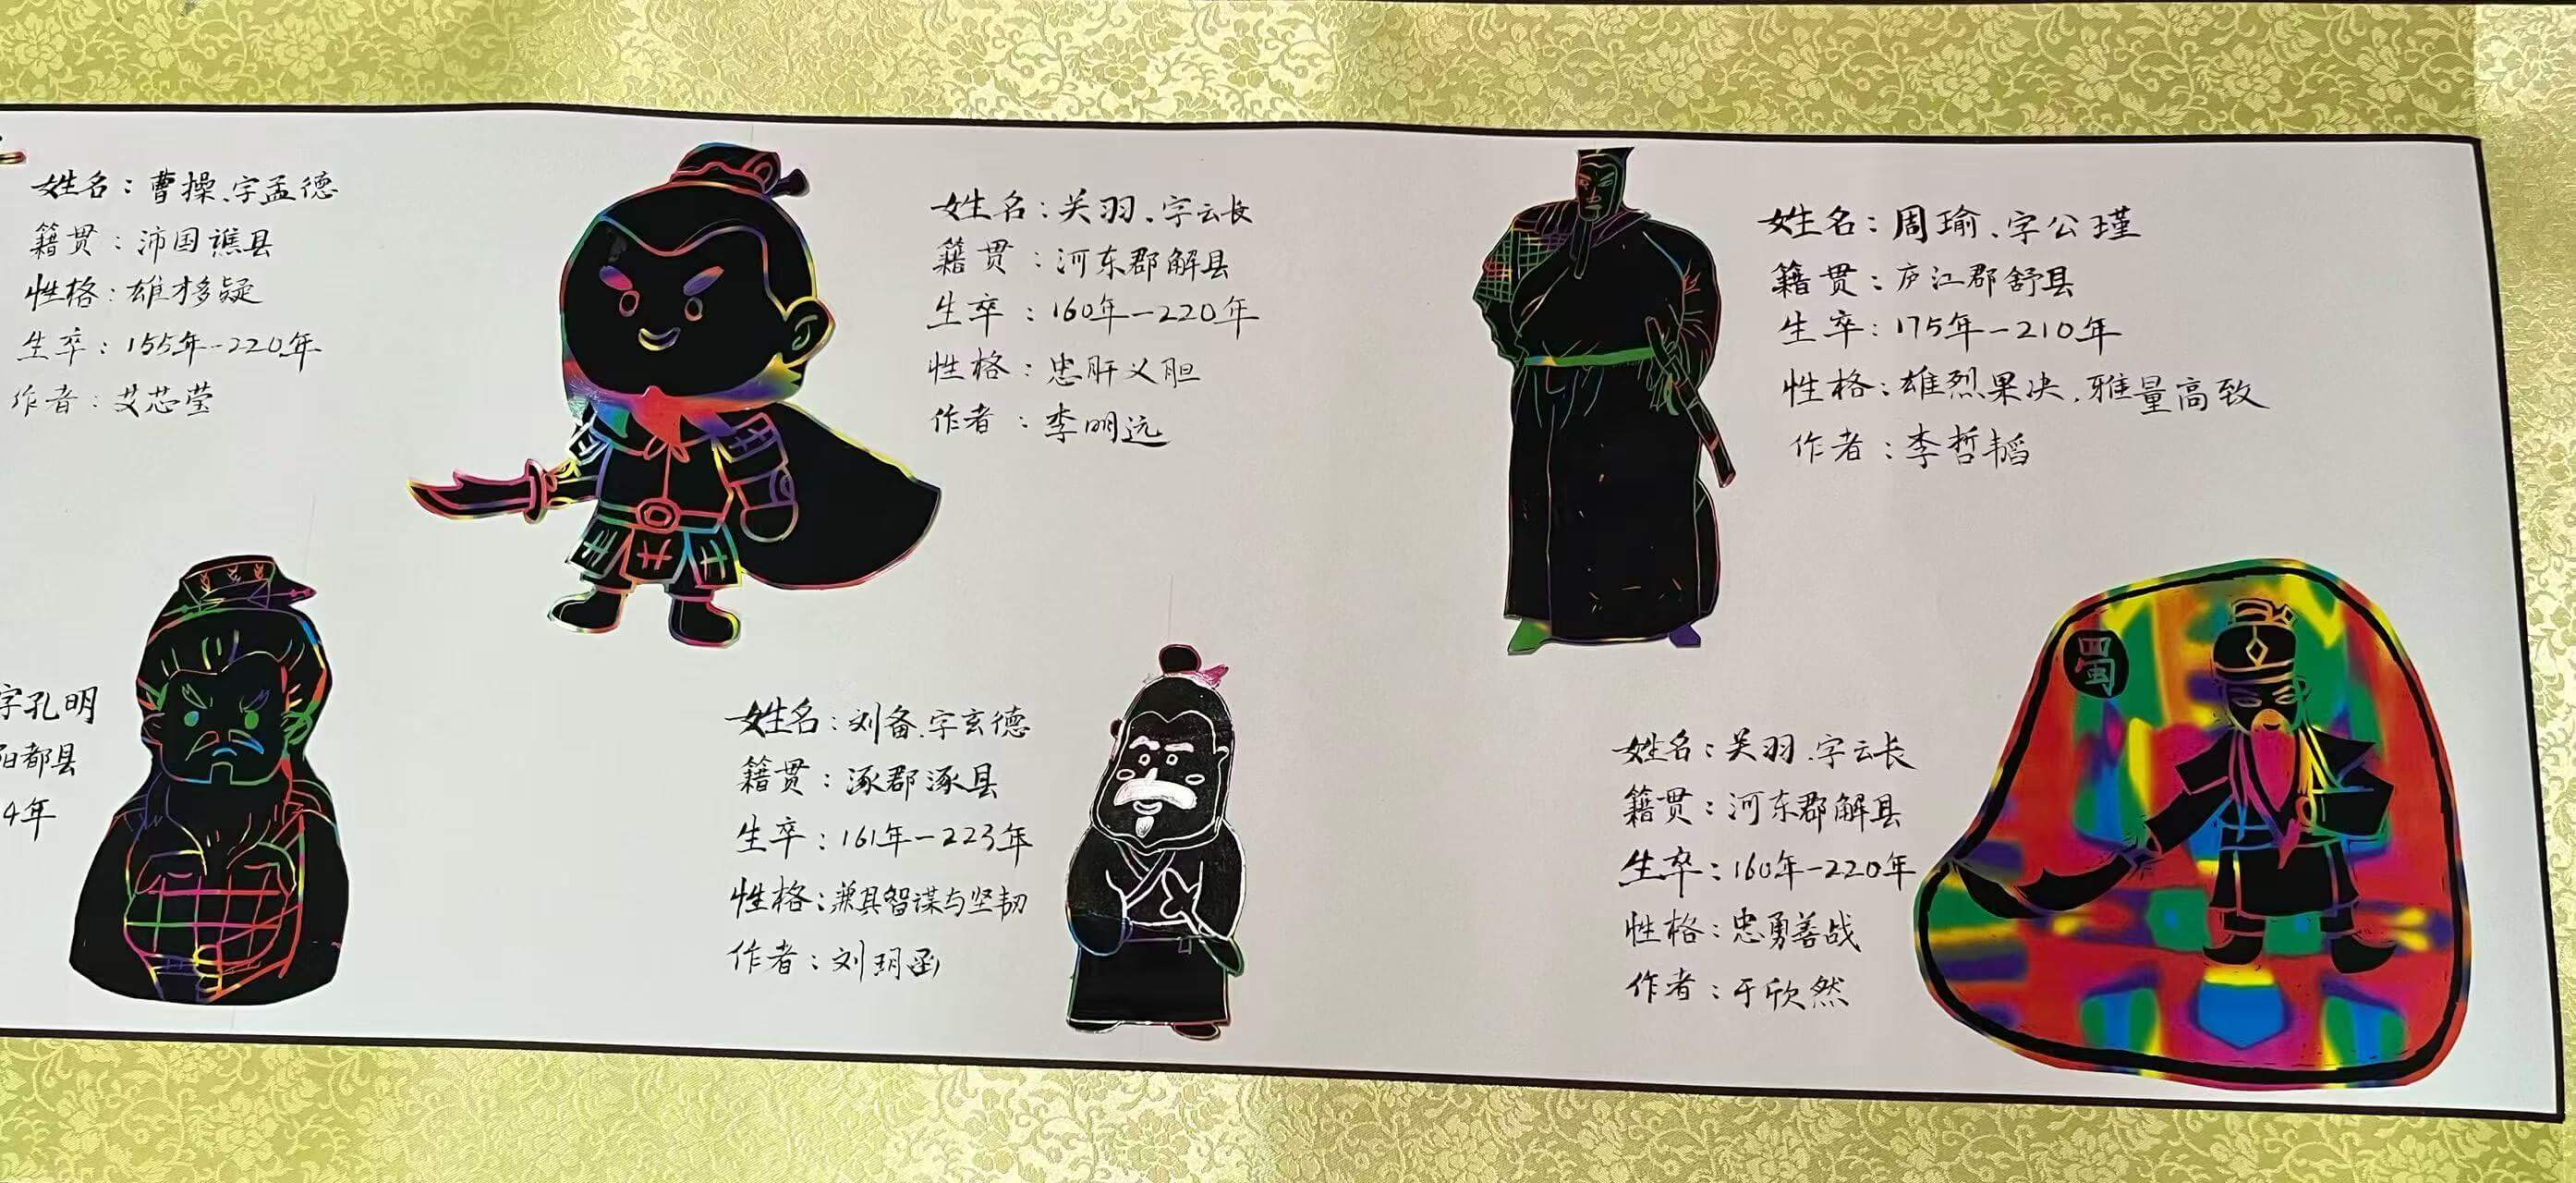 姓名：曹操.字孟德
籍贯：沛国谯县
性格：雄才多疑
生卒：155年-220年
作者：艾芯莹
姓名：关羽.字云长
籍贯：河东郡解县
生卒：160年-220年
性格：忠肝义胆
作者：李明远
姓名：周瑜.字公瑾
籍贯：庐江郡舒县
生卒：175年-210年
性格：雄烈果决.雅量高致
作者：李哲韬
字孔明
阳都县
4年
姓名：刘备.字玄德
籍贯：涿郡涿县
生卒：161年-223年
性格：兼具智谋与坚韧
作者：刘玥函
姓名：关羽.字云长
籍贯：河东郡解县
生卒：160年-220年
性格：忠勇善战
作者：于欣然
蜀